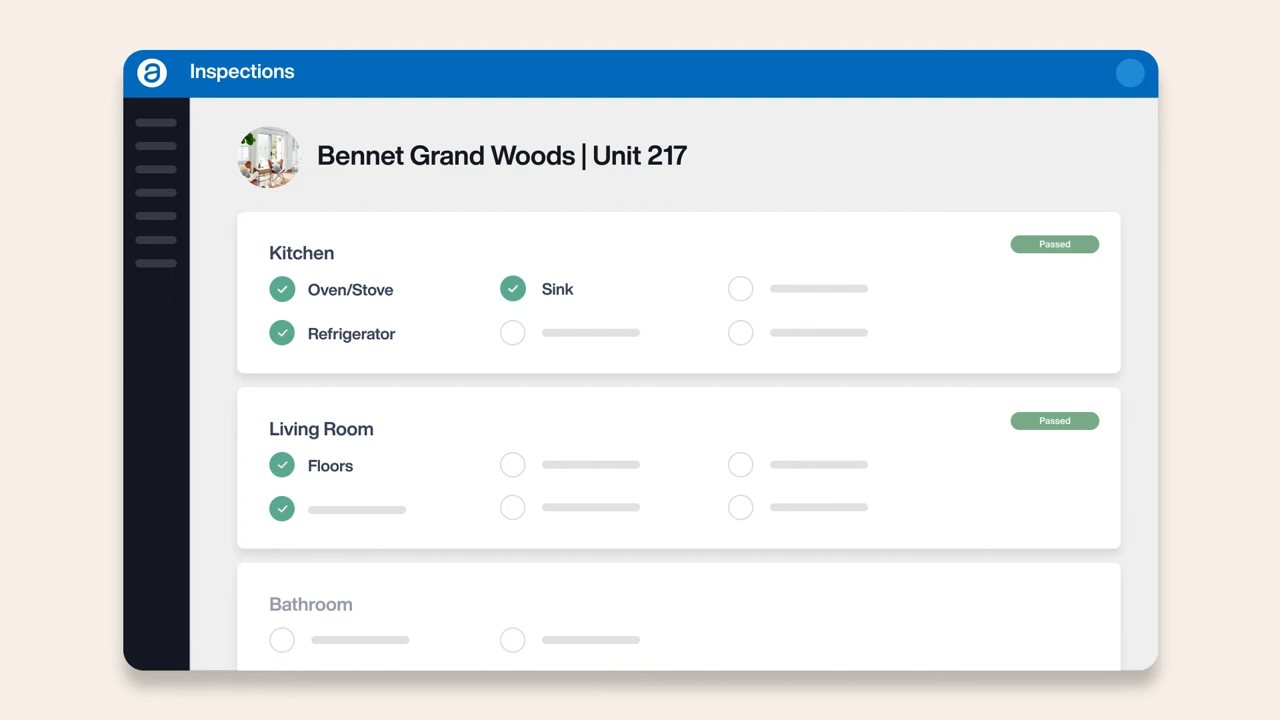 Inspections
Bennet Grand Woods | Unit 217
Kitchen
Passed
Oven/Stove
Sink
Refrigerator
Living Room
Passed
Floors
Bathroom